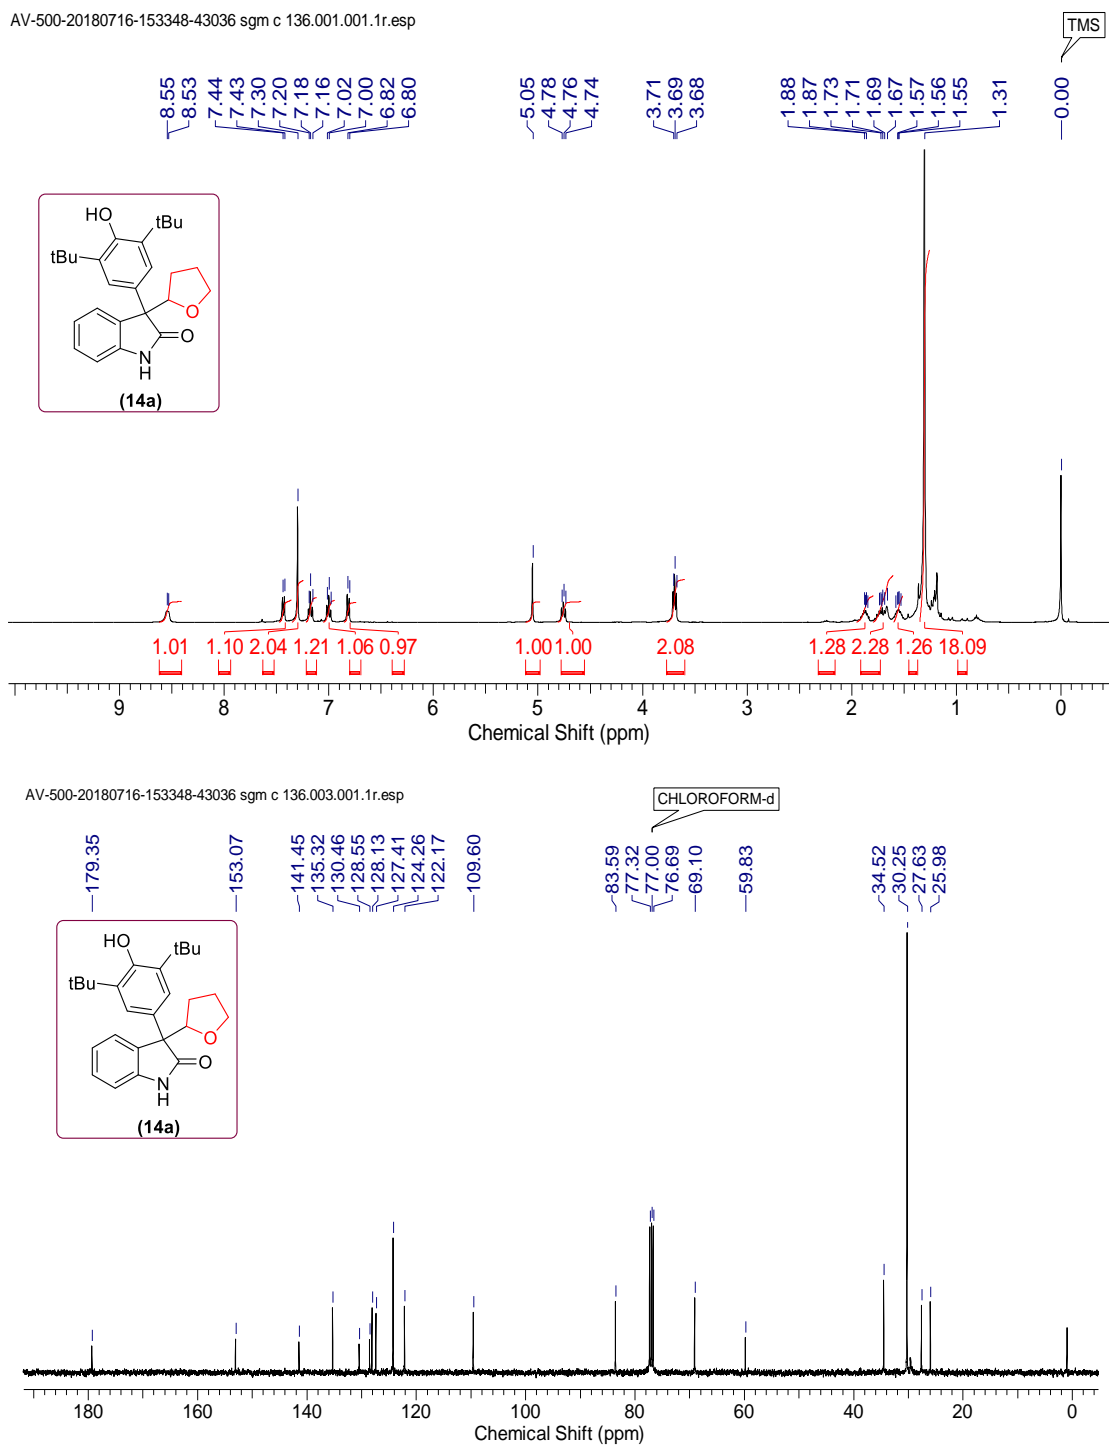 AV-500-20180716-153348-43036 sgm c 136.001.001.1r.esp
TMS
8.55 8.53 7.44 7.43 7.30 7.20 7.18 7.16 7.02 7.00 6.82 6.80 5.05 4.78 4.76 4.74 3.71 3.69 3.68 1.88 1.87 1.73 1.71 1.69 1.67 1.57 1.56 1.55 1.31 0.00
HO
tBu
tBu
O
O
N
H
(14a)
1.01 1.10 2.04 1.21 1.06 0.97 1.00 1.00 2.08 1.28 2.28 1.26 18.09
9 8 7 6 5 4 3 2 1 0
Chemical Shift (ppm)
AV-500-20180716-153348-43036 sgm c 136.003.001.1r.esp
CHLOROFORM-d
179.35 153.07 141.45 135.32 130.46 128.55 128.13 127.41 124.26 122.17 109.60 83.59 77.32 77.00 76.69 69.10 59.83 34.52 30.25 27.63 25.98
HO
tBu
tBu
O
O
N
H
(14a)
180 160 140 120 100 80 60 40 20 0
Chemical Shift (ppm)